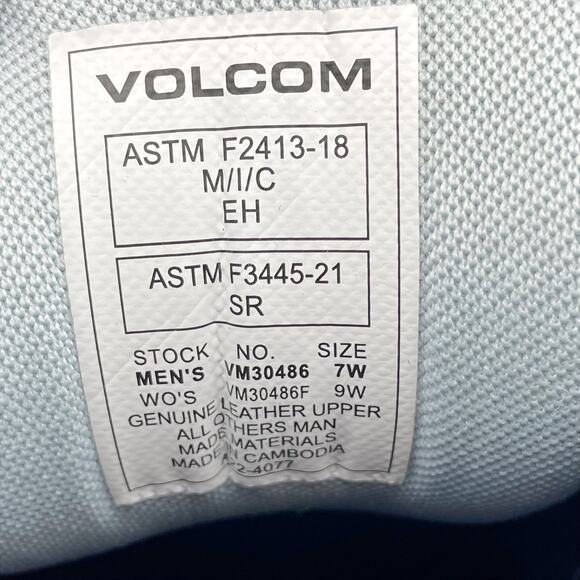 VOLCOM
ASTM F2413-18
M/I/C
EH
ASTM F3445-21
SR
STOCK NO. SIZE
MEN'S VM30486 7W
WO'S VM30486F 9W
GENUINE LEATHER UPPER
ALL OTHERS MAN
MADE MATERIALS
MADE IN CAMBODIA